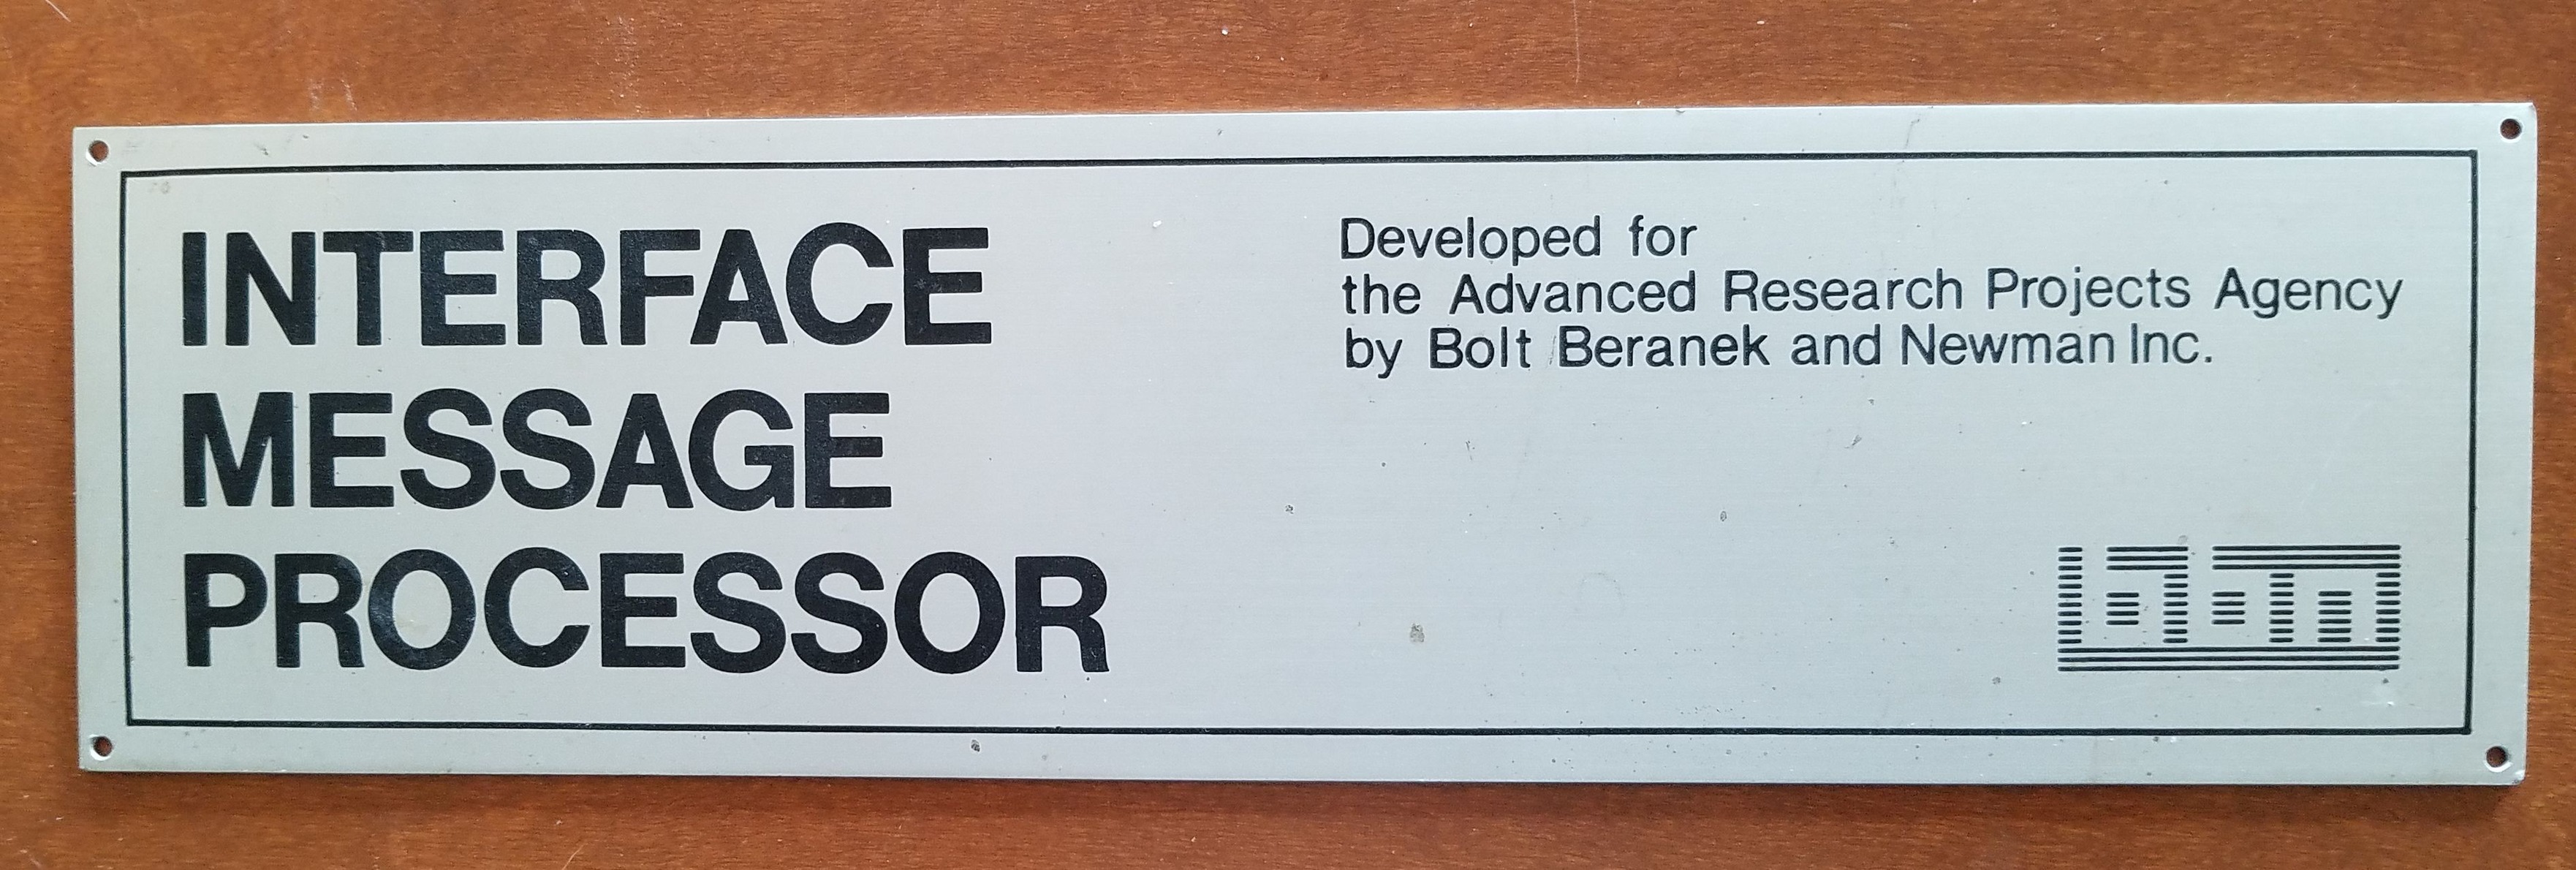 INTERFACE
MESSAGE
PROCESSOR
Developed for
the Advanced Research Projects Agency
by Bolt Beranek and Newman Inc.
bbn